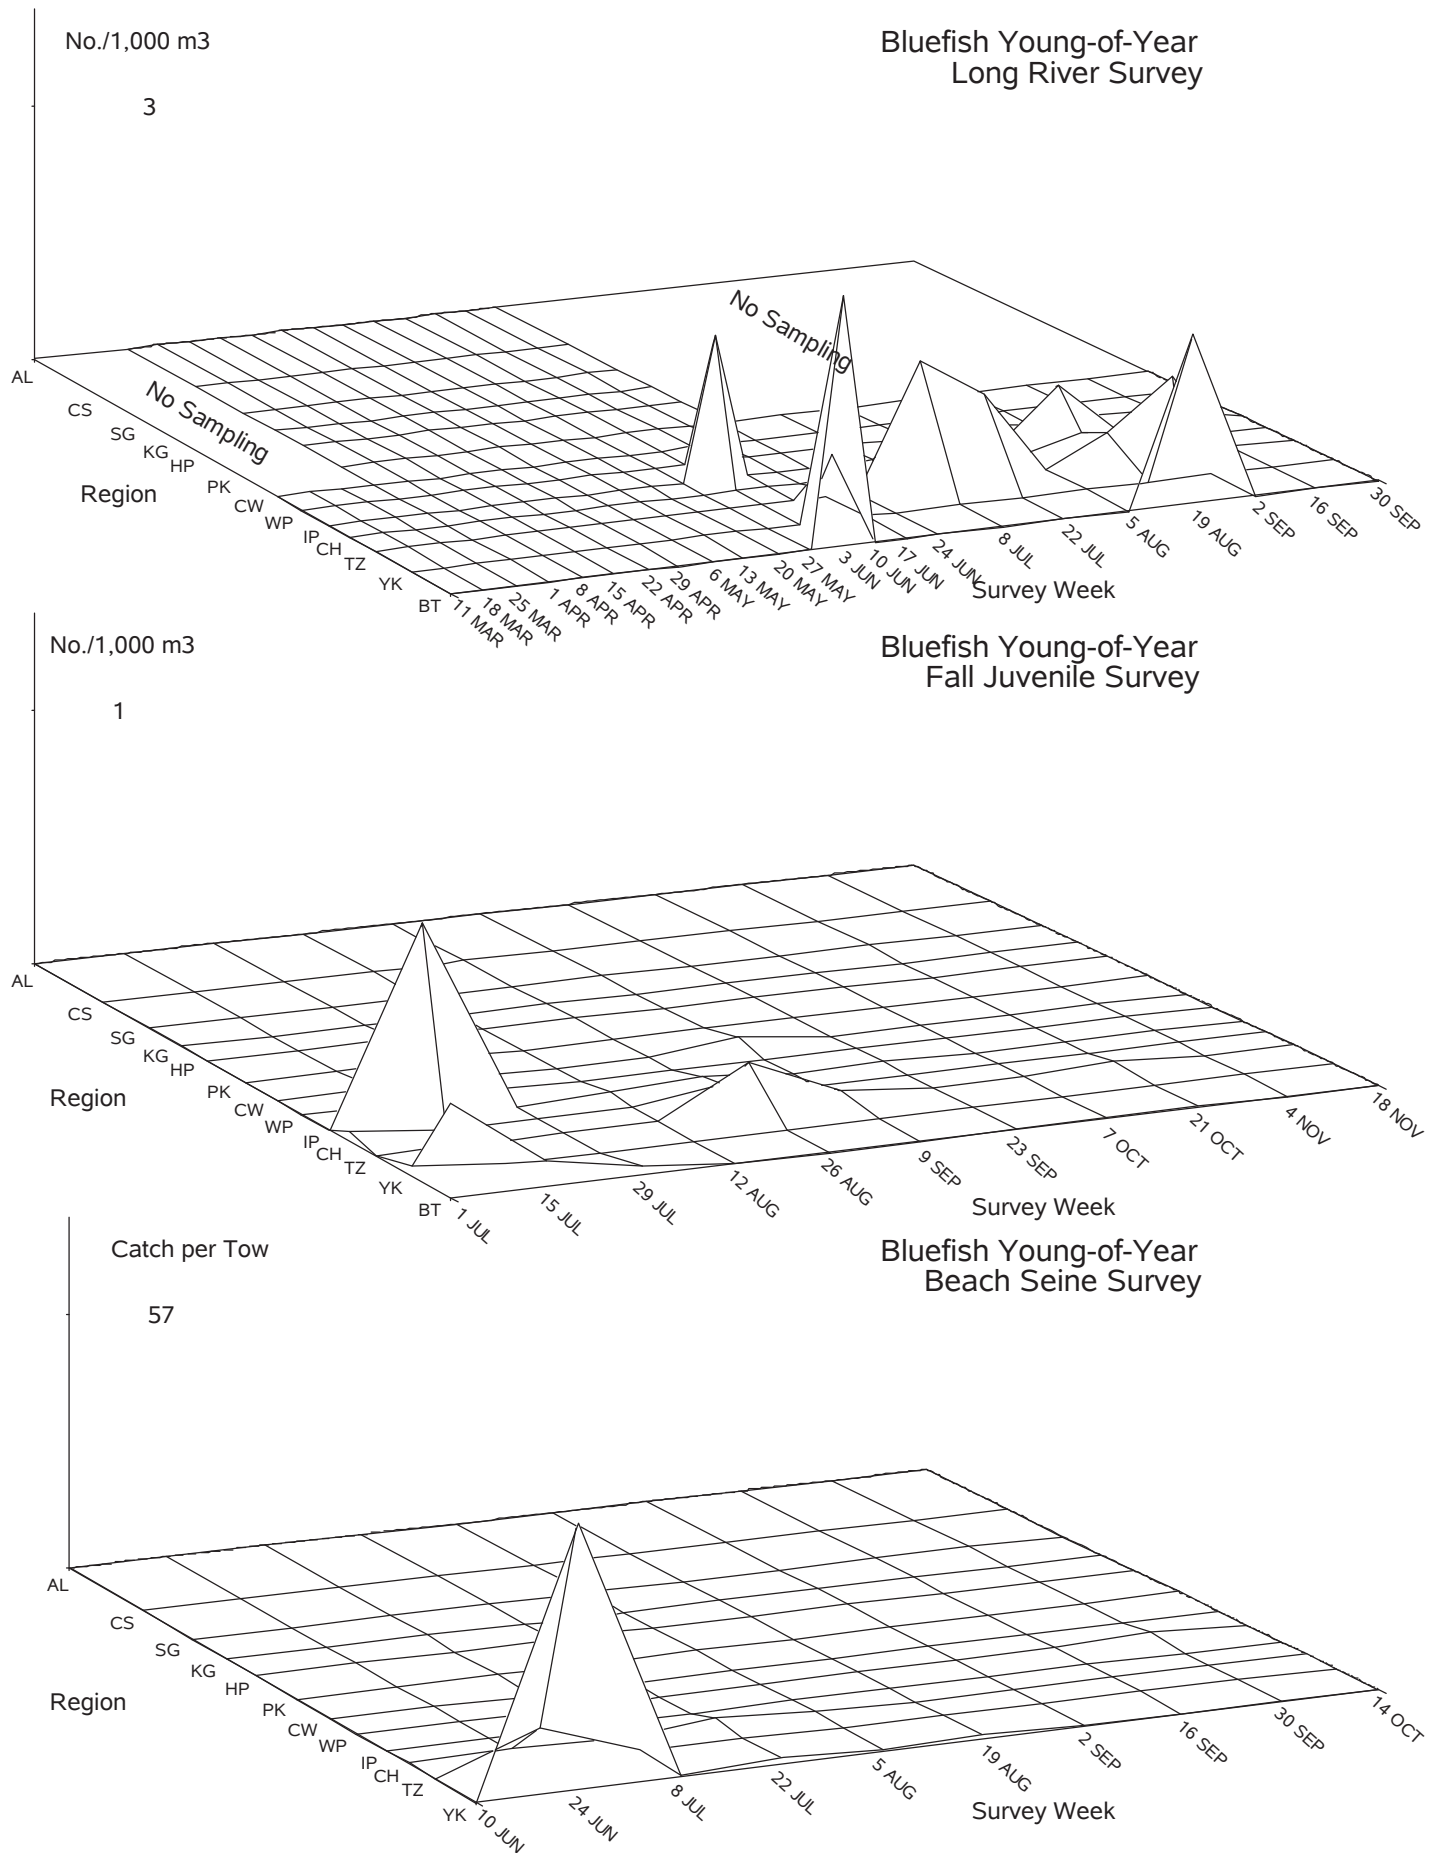 No./1,000 m3
Bluefish Young-of-Year
Long River Survey
3
No Sampling
AL
CS
SG
KG
HP
PK
CW
WP
IP
CH
TZ
YK
BT
No Sampling
Region
11 MAR
18 MAR
25 MAR
1 APR
8 APR
15 APR
22 APR
29 APR
6 MAY
13 MAY
20 MAY
27 MAY
3 JUN
10 JUN
17 JUN
24 JUN
8 JUL
22 JUL
5 AUG
19 AUG
2 SEP
16 SEP
30 SEP
Survey Week
No./1,000 m3
Bluefish Young-of-Year
Fall Juvenile Survey
1
AL
CS
SG
KG
HP
PK
CW
WP
IP
CH
TZ
YK
BT
Region
1 JUL
15 JUL
29 JUL
12 AUG
26 AUG
9 SEP
23 SEP
7 OCT
21 OCT
4 NOV
18 NOV
Survey Week
Catch per Tow
Bluefish Young-of-Year
Beach Seine Survey
57
AL
CS
SG
KG
HP
PK
CW
WP
IP
CH
TZ
YK
Region
10 JUN
24 JUN
8 JUL
22 JUL
5 AUG
19 AUG
2 SEP
16 SEP
30 SEP
14 OCT
Survey Week